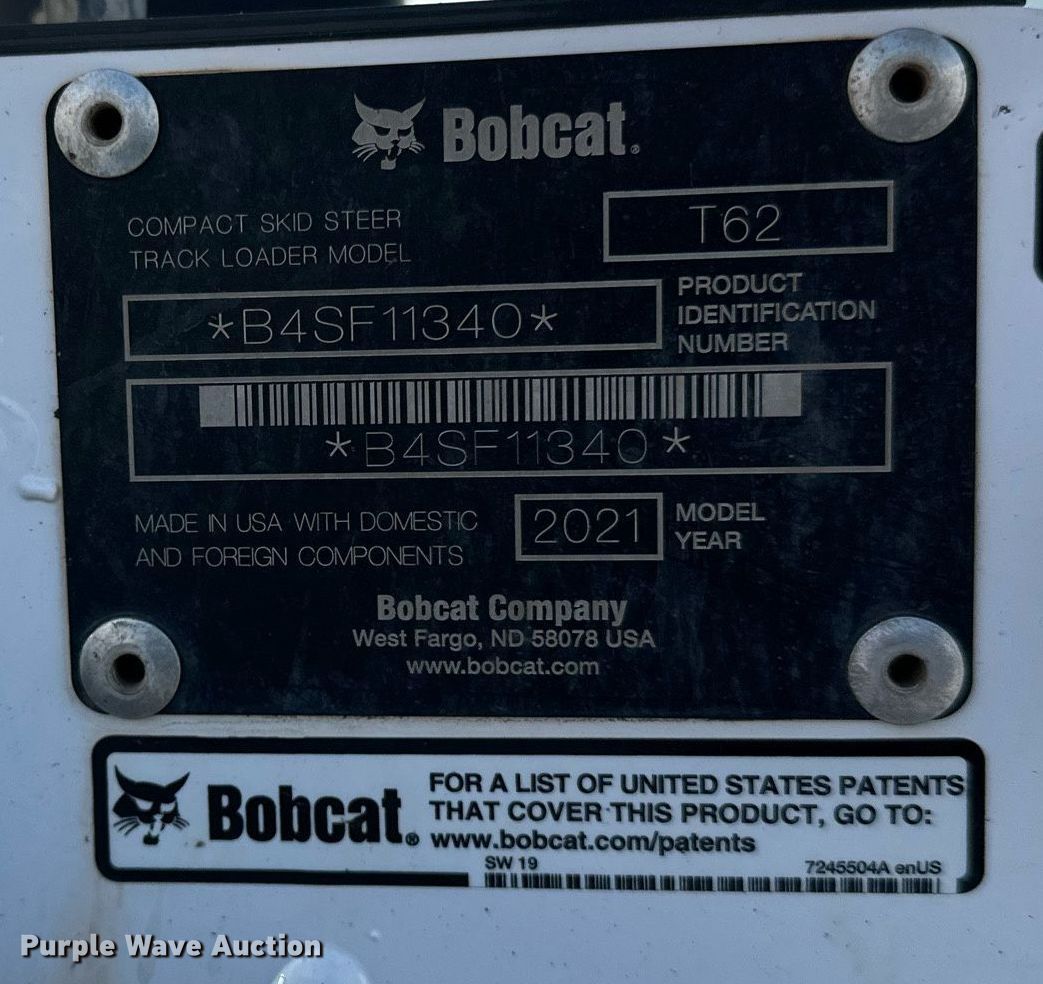 Bobcat®
COMPACT SKID STEER
TRACK LOADER MODEL
T62
*B4SF11340*
PRODUCT
IDENTIFICATION
NUMBER
*B4SF11340*
MADE IN USA WITH DOMESTIC
AND FOREIGN COMPONENTS
2021
MODEL
YEAR
Bobcat Company
West Fargo, ND 58078 USA
www.bobcat.com
Bobcat®
FOR A LIST OF UNITED STATES PATENTS
THAT COVER THIS PRODUCT, GO TO:
www.bobcat.com/patents
SW 19
7245504A enUS
Purple Wave Auction